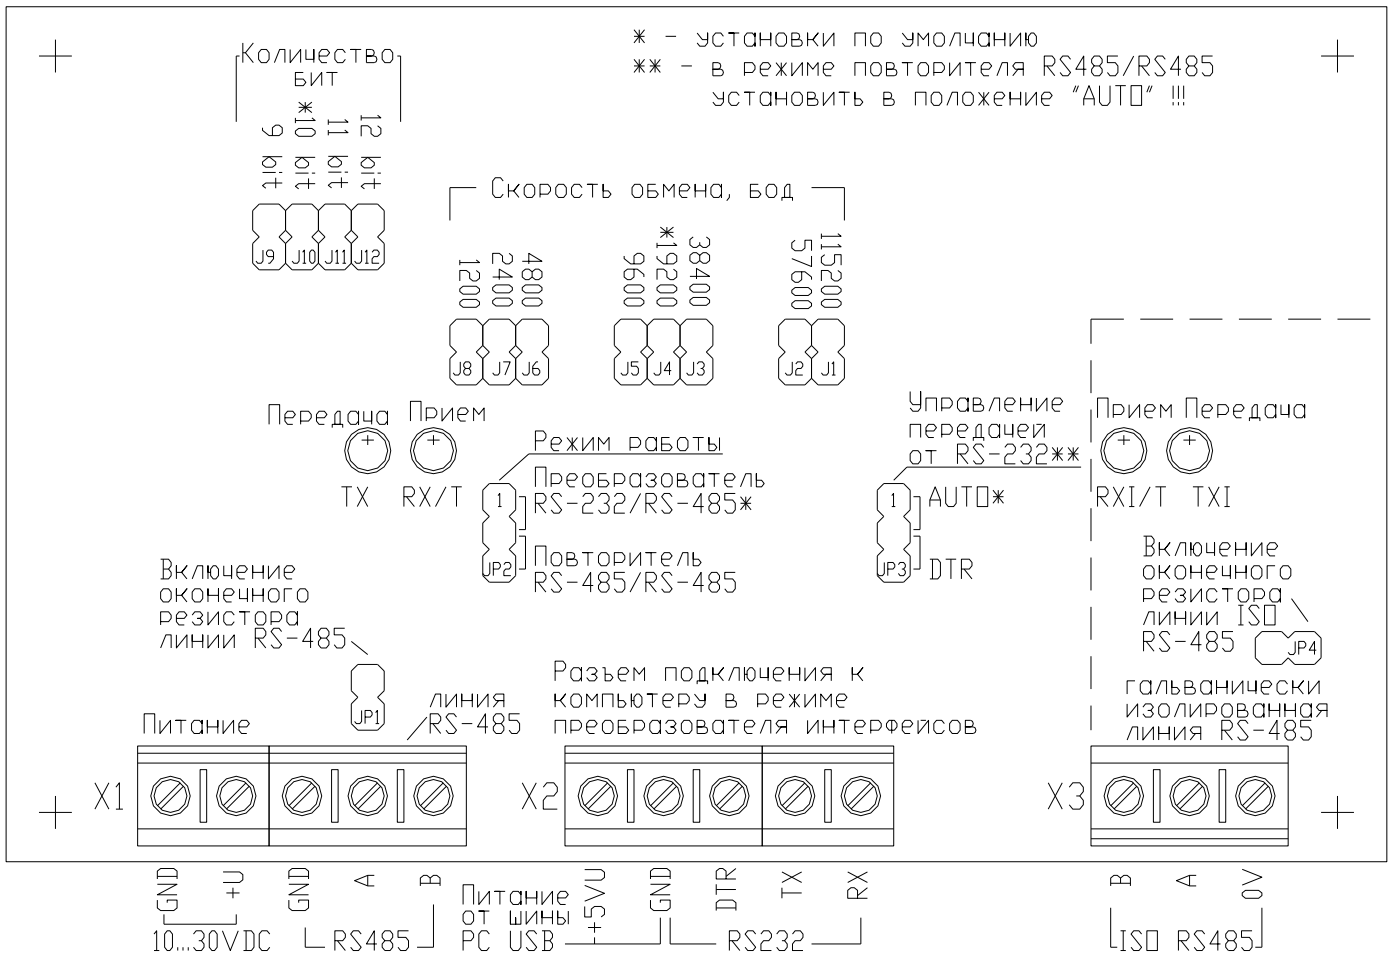 * - установки по умолчанию
** - в режиме повторителя RS485/RS485
установить в положение "AUTO" !!!
Количество
бит
9 bit
*10 bit
11 bit
12 bit
J9
J10
J11
J12
Скорость обмена, бод
1200
2400
4800
9600
*19200
38400
57600
115200
J8
J7
J6
J5
J4
J3
J2
J1
Передача
Прием
TX
RX/T
Режим работы
Преобразователь
RS-232/RS-485*
Повторитель
RS-485/RS-485
1
JP2
Управление
передачей
от RS-232**
1
AUTO*
JP3
DTR
Прием
Передача
RXI/T
TXI
Включение
оконечного
резистора
линии RS-485
JP1
Включение
оконечного
резистора
линии ISO
RS-485
JP4
Питание
линия
RS-485
Разъем подключения к
компьютеру в режиме
преобразователя интерфейсов
гальванически
изолированная
линия RS-485
X1
X2
X3
GND
+U
GND
A
B
10...30VDC
RS485
Питание
от шины
PC USB
+5VU
GND
DTR
TX
RX
RS232
B
A
0V
ISO RS485